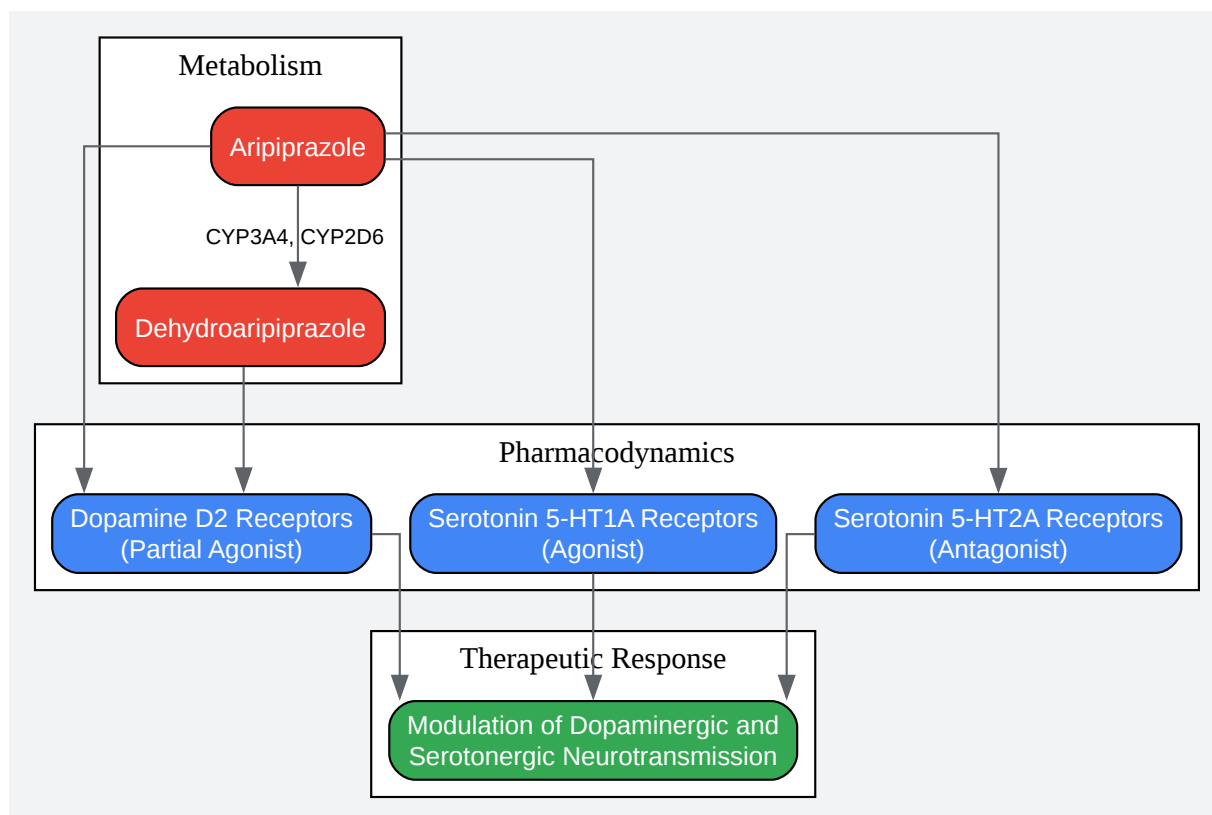 Metabolism
Aripiprazole
CYP3A4, CYP2D6
Dehydroaripiprazole
Pharmacodynamics
Dopamine D2 Receptors
(Partial Agonist)
Serotonin 5-HT1A Receptors
(Agonist)
Serotonin 5-HT2A Receptors
(Antagonist)
Therapeutic Response
Modulation of Dopaminergic and
Serotonergic Neurotransmission